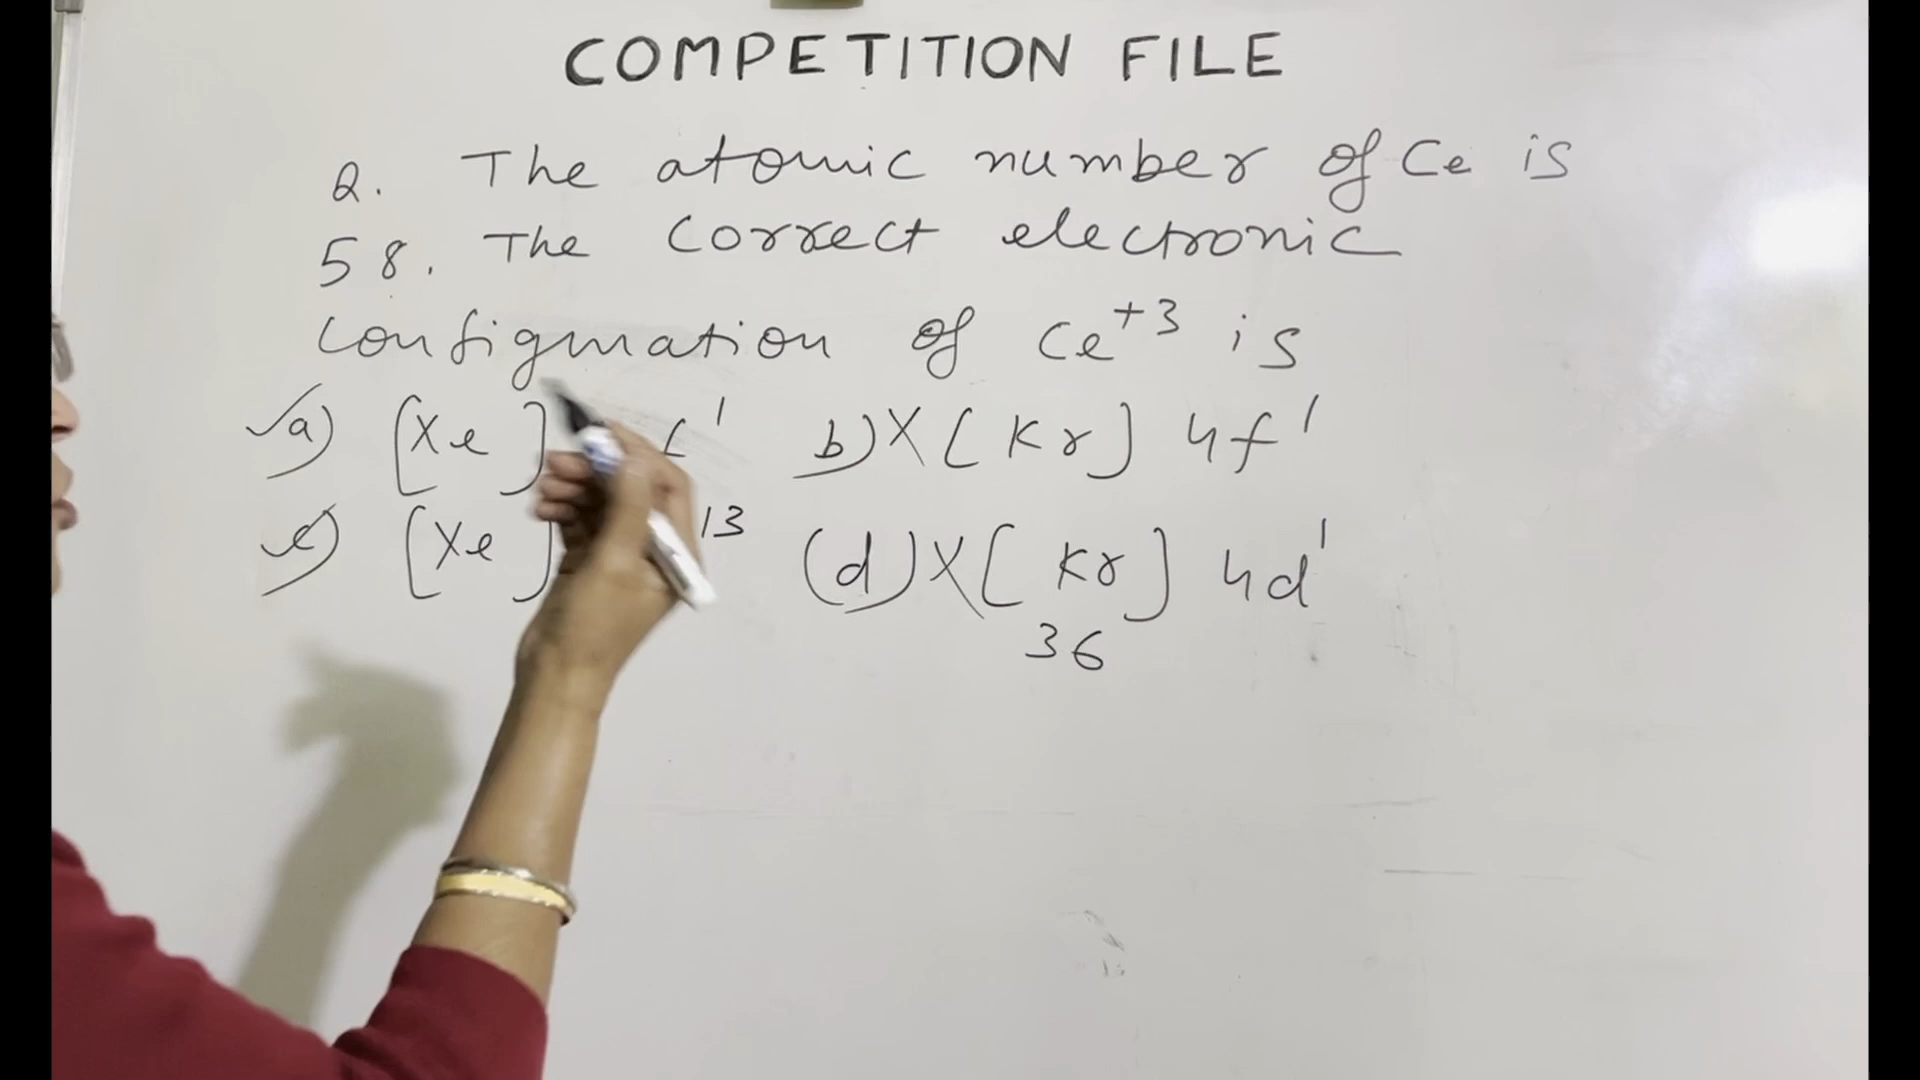 COMPETITION FILE
Q. The atomic number of Ce is
58. The correct electronic
configuration of Ce+3 is
a) [Xe] 1 b) X [Kr] 4f1
c) [Xe] 13 (d) X [Kr] 4d1
36